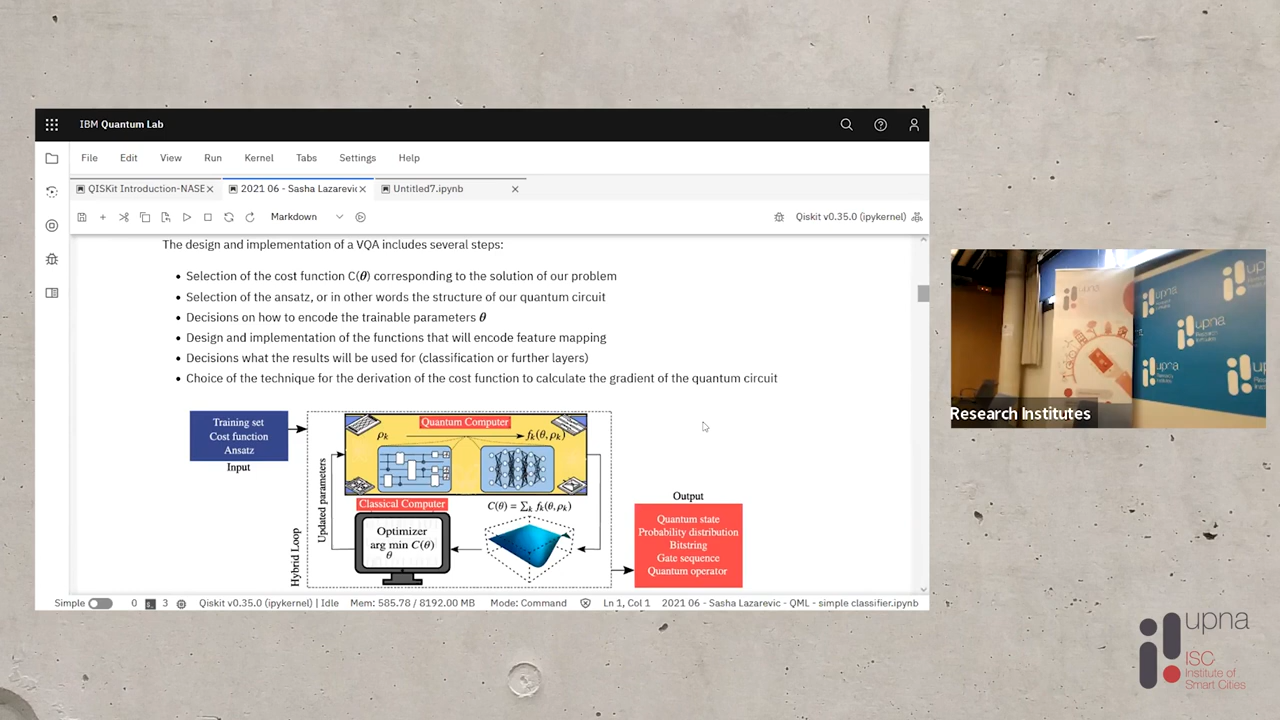 IBM Quantum Lab
File Edit View Run Kernel Tabs Settings Help
QISKit Introduction-NASE 2021 06 - Sasha Lazarevic Untitled7.ipynb
Markdown Qiskit v0.35.0 (ipykernel)
The design and implementation of a VQA includes several steps:
• Selection of the cost function C(θ) corresponding to the solution of our problem
• Selection of the ansatz, or in other words the structure of our quantum circuit
• Decisions on how to encode the trainable parameters θ
• Design and implementation of the functions that will encode feature mapping
• Decisions what the results will be used for (classification or further layers)
• Choice of the technique for the derivation of the cost function to calculate the gradient of the quantum circuit
Training set
Cost function
Ansatz
Input
Hybrid Loop
Updated parameters
Quantum Computer
ρk fk(θ,ρk)
Classical Computer
Optimizer
arg min C(θ)
θ
C(θ) = ∑k fk(θ,ρk)
Output
Quantum state
Probability distribution
Bitstring
Gate sequence
Quantum operator
Simple 0 3 Qiskit v0.35.0 (ipykernel) | Idle Mem: 585.78 / 8192.00 MB Mode: Command Ln 1, Col 1 2021 06 - Sasha Lazarevic - QML - simple classifier.ipynb
upna
upna
upna
upna
Research Institutes
upna
ISC
Institute of
Smart Cities